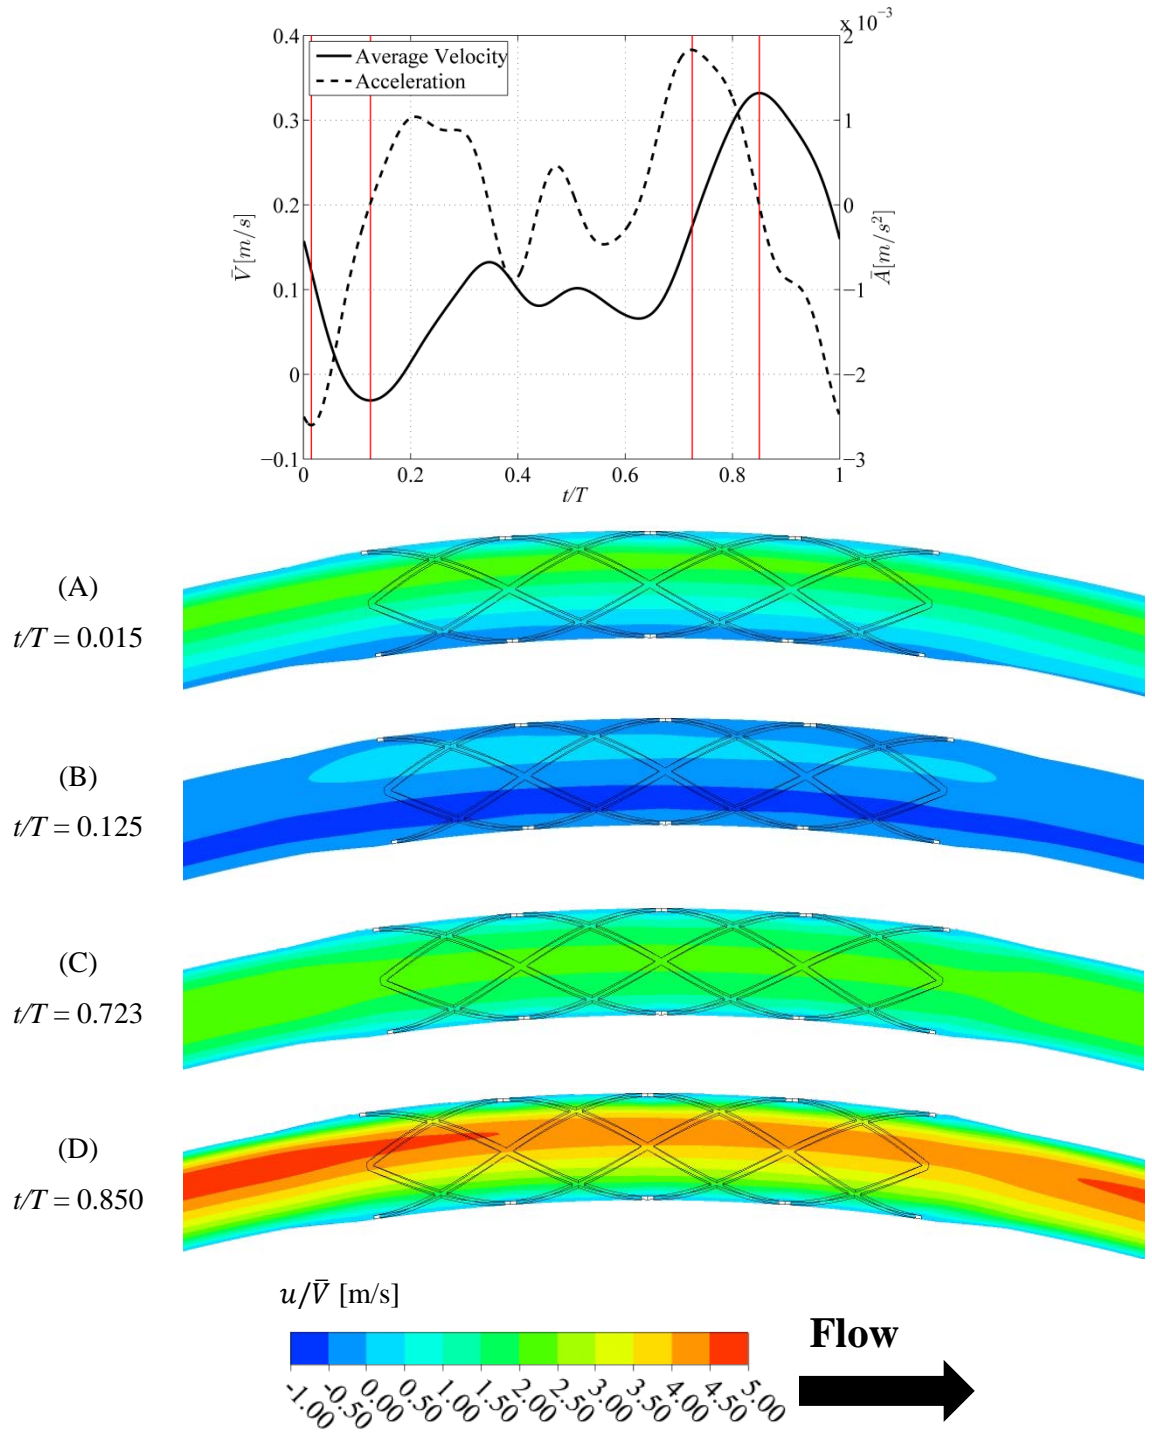 x 10⁻³
Average Velocity
Acceleration
0.4
0.3
0.2
0.1
0
−0.1
2
1
0
−1
−2
−3
V̄ [m/s]
Ā[m/s²]
0 0.2 0.4 0.6 0.8 1
t/T
(A)
t/T = 0.015
(B)
t/T = 0.125
(C)
t/T = 0.723
(D)
t/T = 0.850
u/V̄ [m/s]
-1.00 -0.50 0.00 0.50 1.00 1.50 2.00 2.50 3.00 3.50 4.00 4.50 5.00
Flow